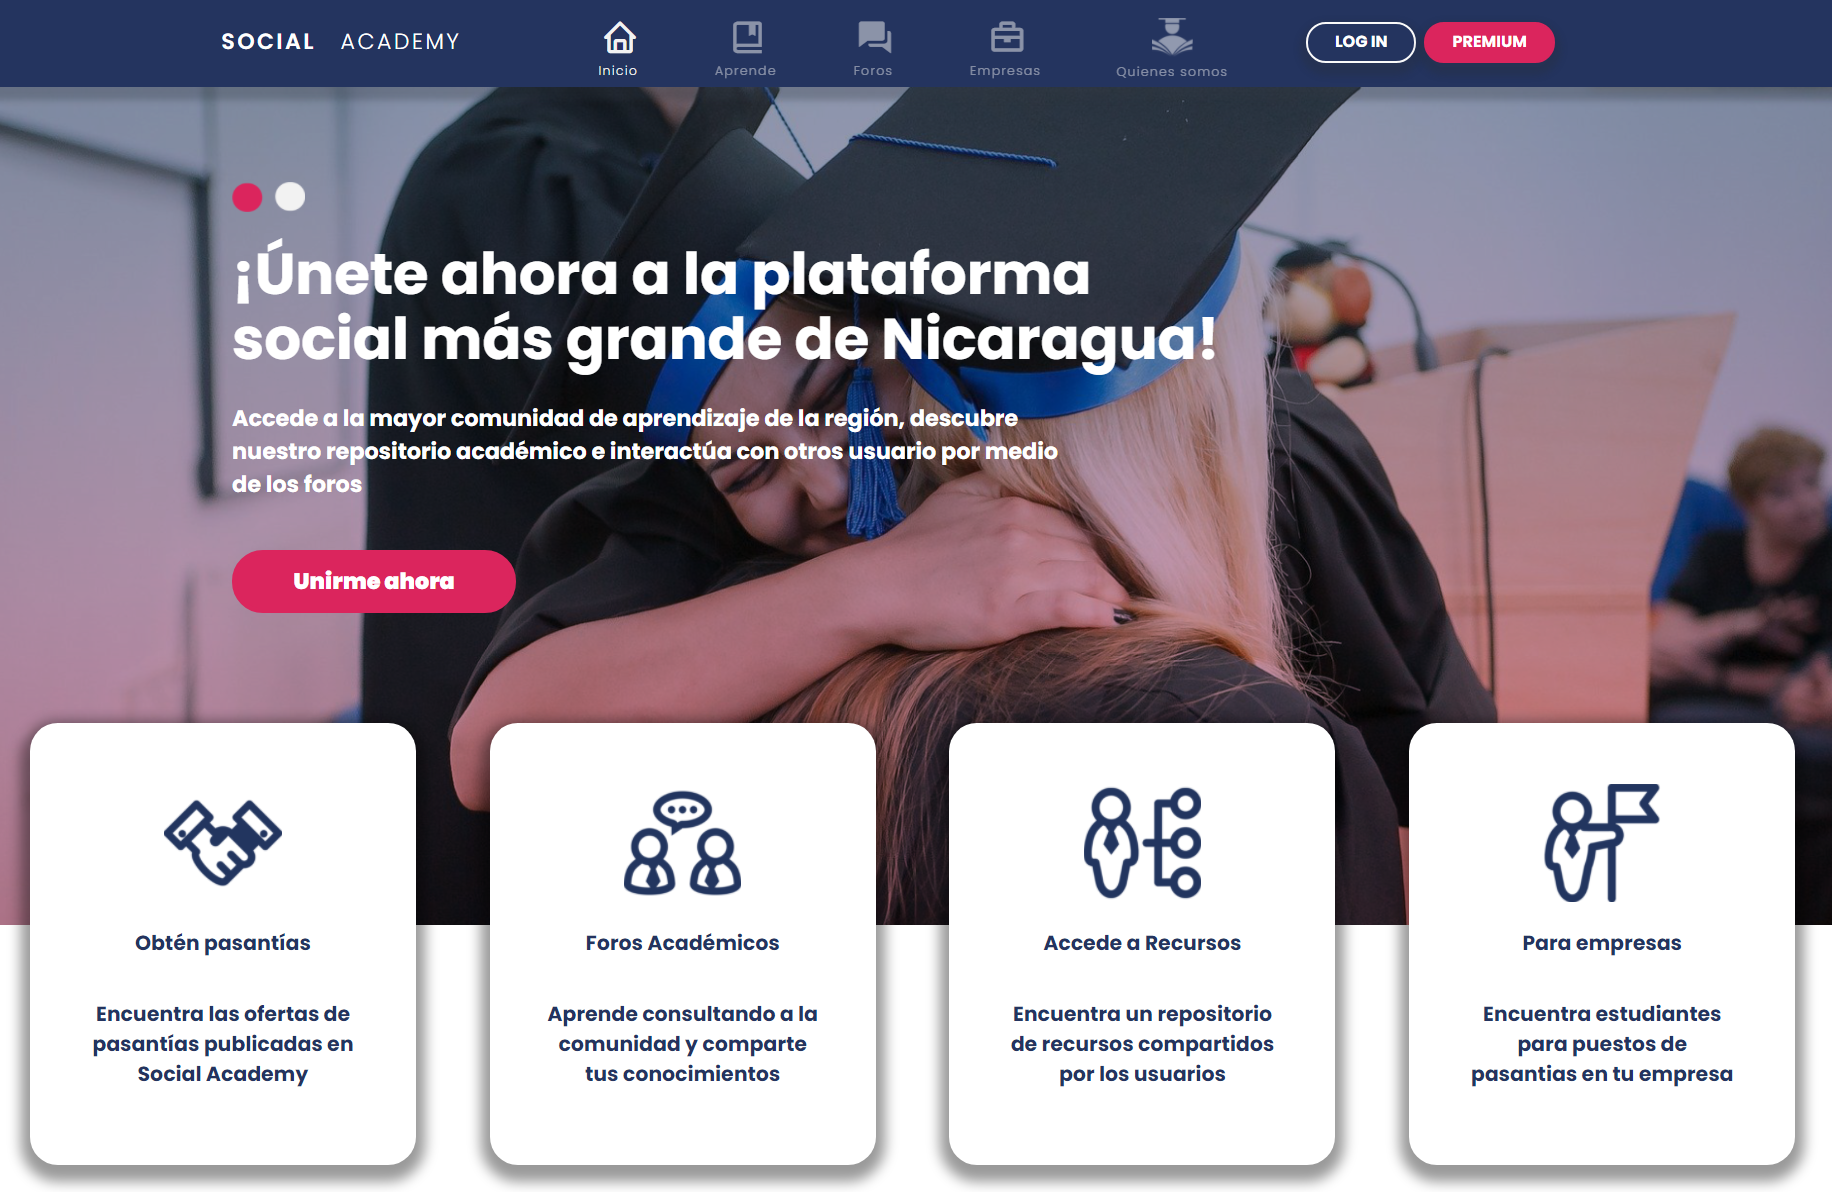 SOCIAL ACADEMY
Inicio
Aprende
Foros
Empresas
Quienes somos
LOG IN
PREMIUM
¡Únete ahora a la plataforma
social más grande de Nicaragua!
Accede a la mayor comunidad de aprendizaje de la región, descubre
nuestro repositorio académico e interactúa con otros usuario por medio
de los foros
Unirme ahora
Obtén pasantías
Encuentra las ofertas de
pasantías publicadas en
Social Academy
Foros Académicos
Aprende consultando a la
comunidad y comparte
tus conocimientos
Accede a Recursos
Encuentra un repositorio
de recursos compartidos
por los usuarios
Para empresas
Encuentra estudiantes
para puestos de
pasantias en tu empresa